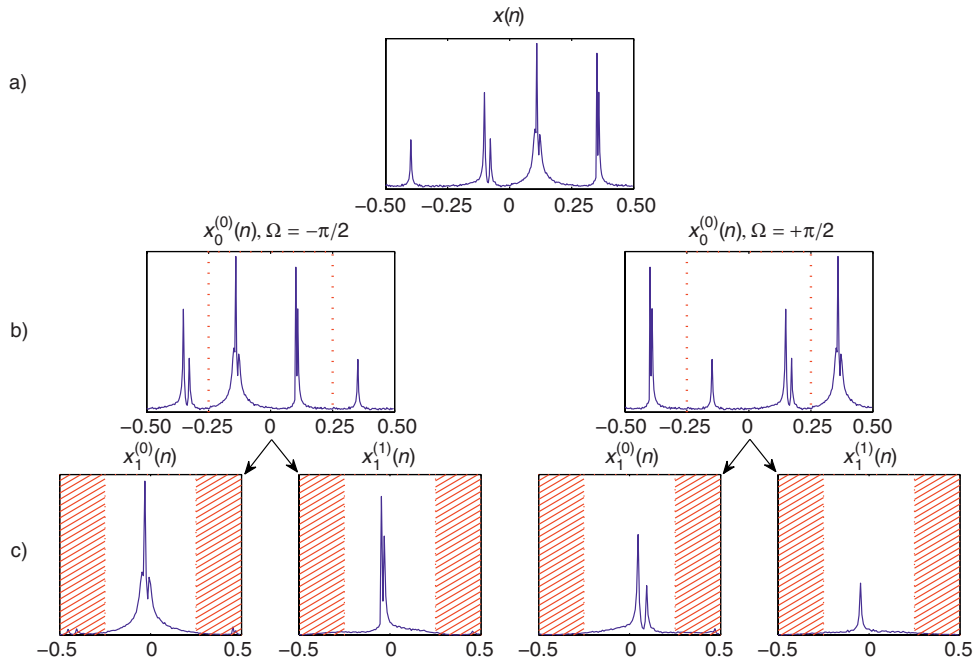 x(n)
a)
−0.50 −0.25 0 0.25 0.50
x₀⁽⁰⁾(n), Ω = −π/2 x₀⁽⁰⁾(n), Ω = +π/2
b)
−0.50 −0.25 0 0.25 0.50 −0.50 −0.25 0 0.25 0.50
x₁⁽⁰⁾(n) x₁⁽¹⁾(n) x₁⁽⁰⁾(n) x₁⁽¹⁾(n)
c)
−0.5 0 0.5 −0.5 0 0.5 −0.5 0 0.5 −0.5 0 0.5